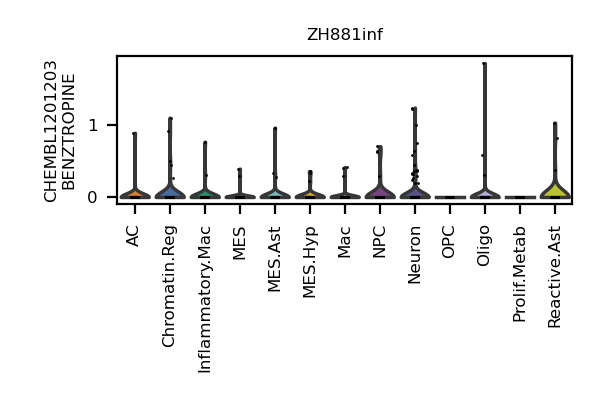 ZH881inf
CHEMBL1201203
BENZTROPINE
1
0
AC
Chromatin.Reg
Inflammatory.Mac
MES
MES.Ast
MES.Hyp
Mac
NPC
Neuron
OPC
Oligo
Prolif.Metab
Reactive.Ast